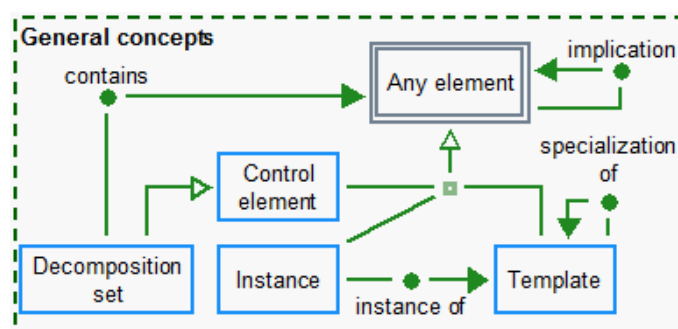 General concepts
implication
contains
Any element
specialization
of
Control
element
Decomposition
set
Instance
Template
instance of